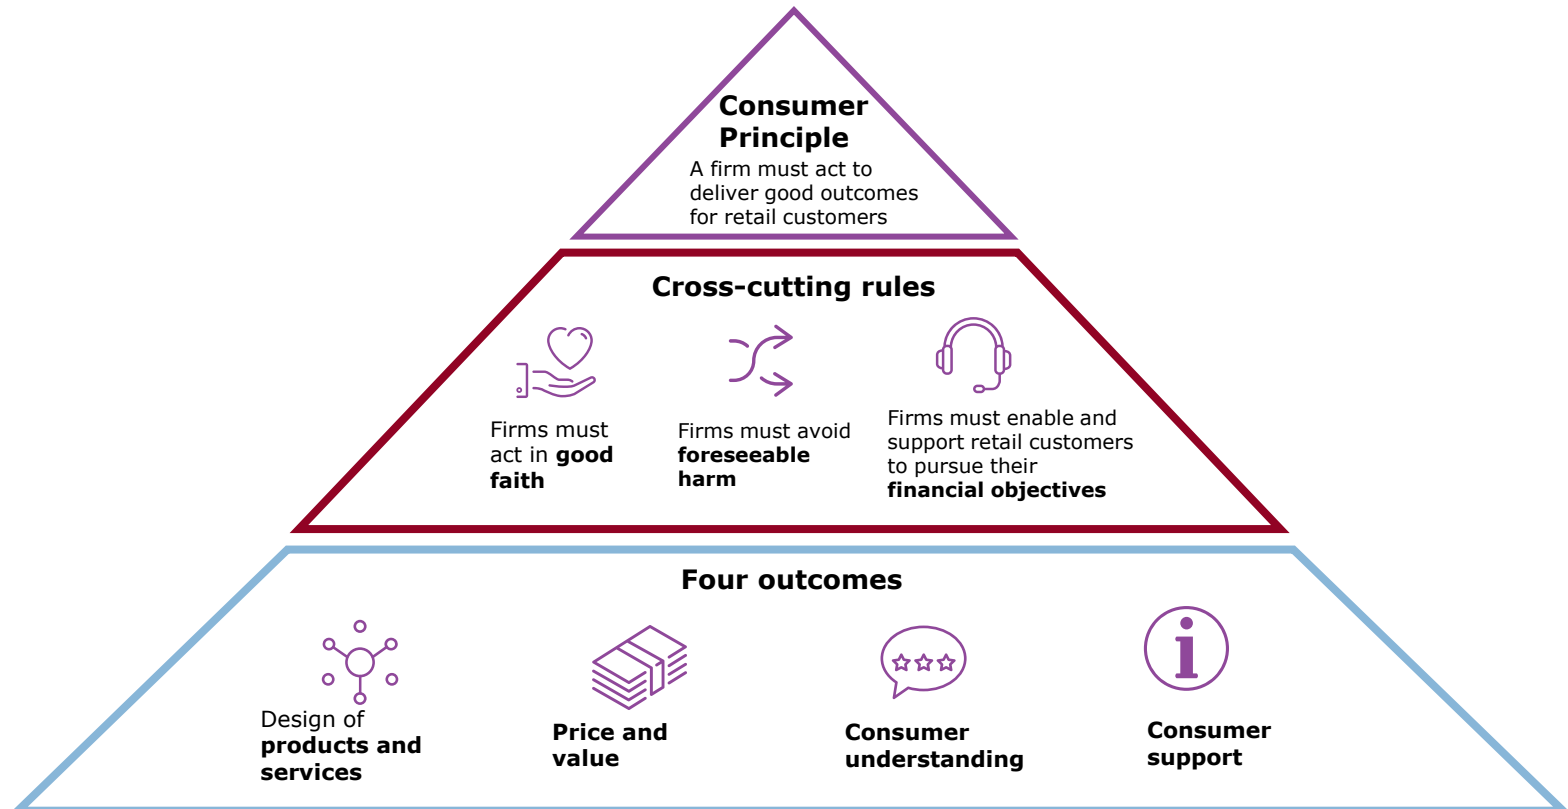 Consumer
Principle
A firm must act to
deliver good outcomes
for retail customers
Cross-cutting rules
Firms must
act in good
faith
Firms must avoid
foreseeable
harm
Firms must enable and
support retail customers
to pursue their
financial objectives
Four outcomes
Design of
products and
services
Price and
value
Consumer
understanding
Consumer
support